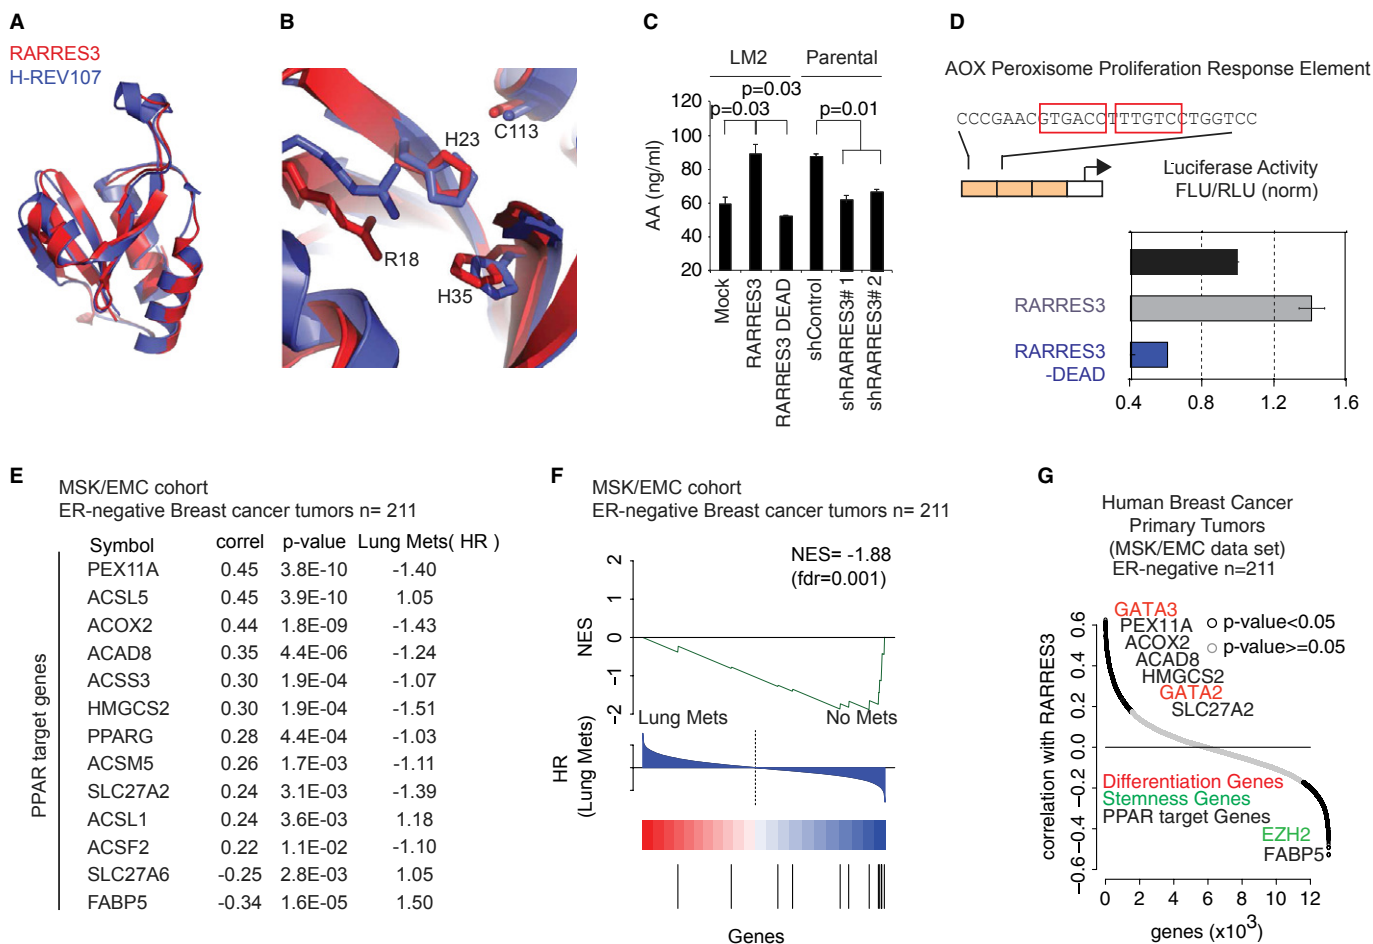 A
RARRES3
H-REV107
B
H23
C113
R18
H35
C
LM2
Parental
p=0.03
p=0.03
p=0.01
AA (ng/ml)
120
100
80
60
40
20
Mock
RARRES3
RARRES3 DEAD
shControl
shRARRES3# 1
shRARRES3# 2
D
AOX Peroxisome Proliferation Response Element
CCCGAACGTGACCTTTGTCCTGGTCC
Luciferase Activity
FLU/RLU (norm)
RARRES3
RARRES3
-DEAD
0.4 0.8 1.2 1.6
E
MSK/EMC cohort
ER-negative Breast cancer tumors n= 211
Symbol correl p-value Lung Mets( HR )
PPAR target genes
PEX11A 0.45 3.8E-10 -1.40
ACSL5 0.45 3.9E-10 1.05
ACOX2 0.44 1.8E-09 -1.43
ACAD8 0.35 4.4E-06 -1.24
ACSS3 0.30 1.9E-04 -1.07
HMGCS2 0.30 1.9E-04 -1.51
PPARG 0.28 4.4E-04 -1.03
ACSM5 0.26 1.7E-03 -1.11
SLC27A2 0.24 3.1E-03 -1.39
ACSL1 0.24 3.6E-03 1.18
ACSF2 0.22 1.1E-02 -1.10
SLC27A6 -0.25 2.8E-03 1.05
FABP5 -0.34 1.6E-05 1.50
F
MSK/EMC cohort
ER-negative Breast cancer tumors n= 211
NES= -1.88
(fdr=0.001)
NES
2
1
0
-1
-2
Lung Mets
No Mets
HR
(Lung Mets)
Genes
G
Human Breast Cancer
Primary Tumors
(MSK/EMC data set)
ER-negative n=211
correlation with RARRES3
0.6
0.4
0.2
0.0
-0.2
-0.4
-0.6
GATA3
PEX11A
ACOX2
ACAD8
HMGCS2
GATA2
SLC27A2
p-value<0.05
p-value>=0.05
Differentiation Genes
Stemness Genes
PPAR target Genes
EZH2
FABP5
0 2 4 6 8 10 12
genes (x10³)